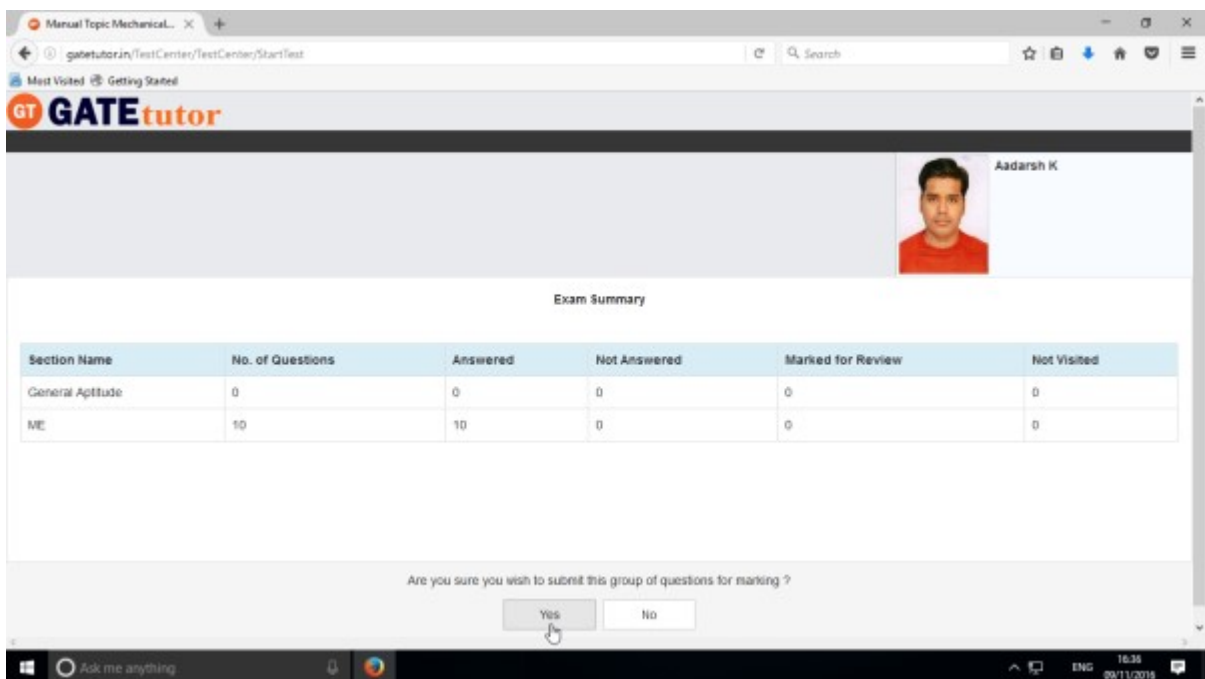 Manual Topic Mechanical...
gatetutor.in/TestCenter/TestCenter/StartTest
Search
Most Visited Getting Started
GT GATEtutor
Aadarsh K
Exam Summary
Section Name No. of Questions Answered Not Answered Marked for Review Not Visited
General Aptitude 0 0 0 0 0
ME 10 10 0 0 0
Are you sure you wish to submit this group of questions for marking ?
Yes No
Ask me anything
ENG 16:36
09/11/2016